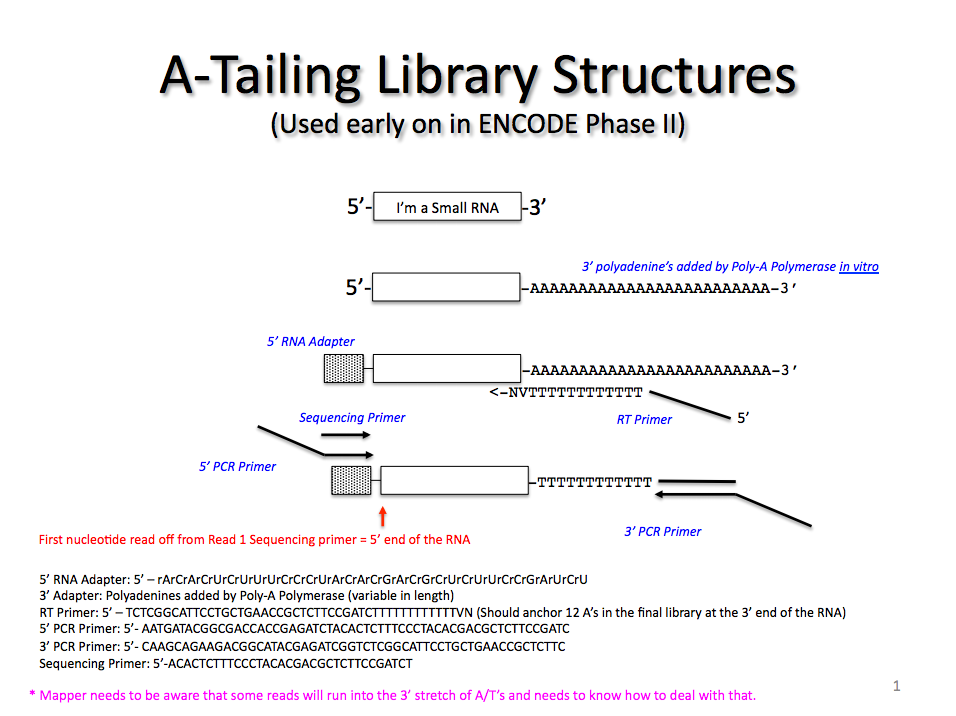 A-Tailing Library Structures
(Used early on in ENCODE Phase II)
5’- I’m a Small RNA -3’
3’ polyadenine’s added by Poly-A Polymerase in vitro
5’- -AAAAAAAAAAAAAAAAAAAAAAAAA-3’
5’ RNA Adapter
-AAAAAAAAAAAAAAAAAAAAAAAAA-3’
<-NVTTTTTTTTTTTT
Sequencing Primer
RT Primer
5’
5’ PCR Primer
-TTTTTTTTTTTT
3’ PCR Primer
First nucleotide read off from Read 1 Sequencing primer = 5’ end of the RNA
5’ RNA Adapter: 5’ – rArCrArCrUrCrUrUrUrCrCrCrUrArCrArCrGrArCrGrCrUrCrUrUrCrCrGrArUrCrU
3’ Adapter: Polyadenines added by Poly-A Polymerase (variable in length)
RT Primer: 5’ – TCTCGGCATTCCTGCTGAACCGCTCTTCCGATCTTTTTTTTTTTTVN (Should anchor 12 A’s in the final library at the 3’ end of the RNA)
5’ PCR Primer: 5’- AATGATACGGCGACCACCGAGATCTACACTCTTTCCCTACACGACGCTCTTCCGATC
3’ PCR Primer: 5’- CAAGCAGAAGACGGCATACGAGATCGGTCTCGGCATTCCTGCTGAACCGCTCTTC
Sequencing Primer: 5’-ACACTCTTTCCCTACACGACGCTCTTCCGATCT
* Mapper needs to be aware that some reads will run into the 3’ stretch of A/T’s and needs to know how to deal with that.
1